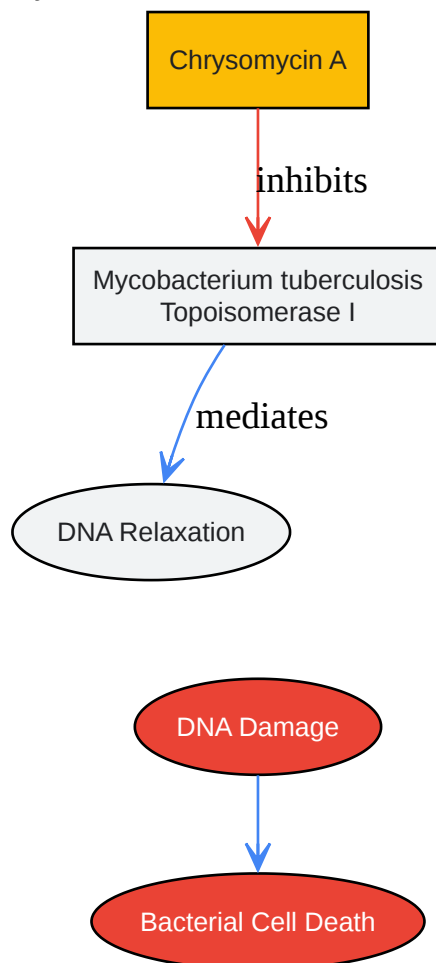 Chrysomycin A
inhibits
Mycobacterium tuberculosis
Topoisomerase I
mediates
DNA Relaxation
DNA Damage
Bacterial Cell Death